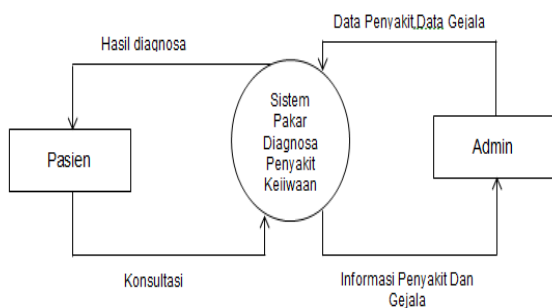 Data Penyakit,Data Gejala
Hasil diagnosa
Sistem
Pakar
Diagnosa
Penyakit
Kejiwaan
Pasien
Admin
Konsultasi
Informasi Penyakit Dan
Gejala